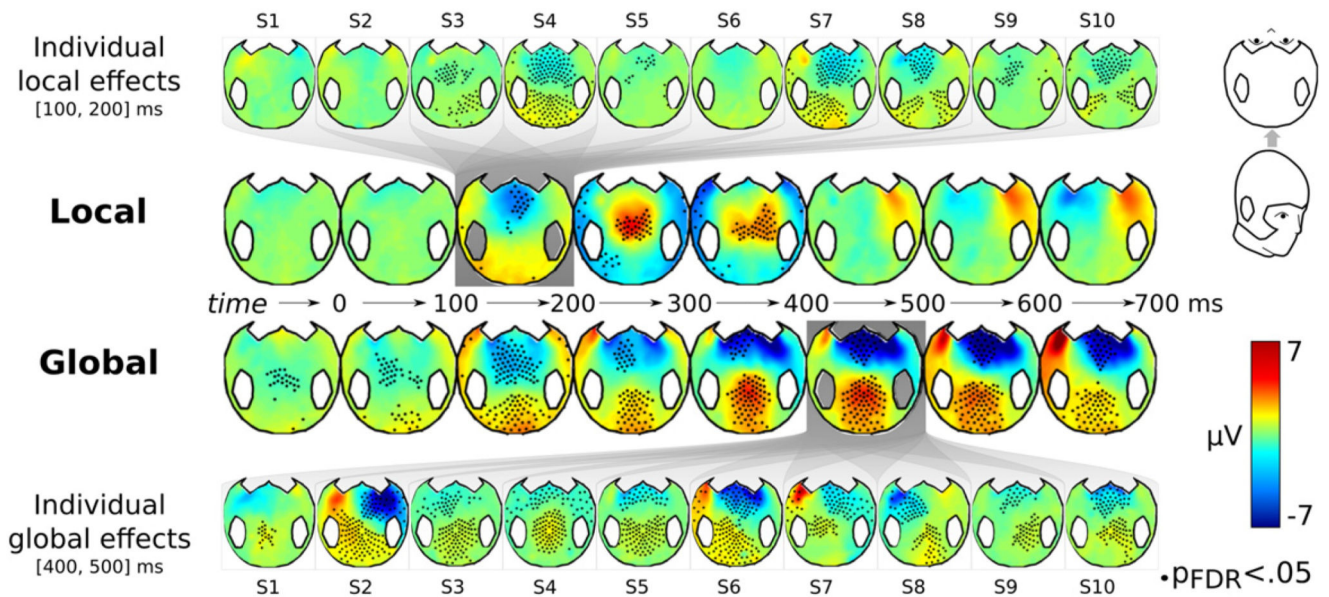 S1 S2 S3 S4 S5 S6 S7 S8 S9 S10
Individual
local effects
[100, 200] ms
Local
time 0 100 200 300 400 500 600 700 ms
Global
7
μV
-7
Individual
global effects
[400, 500] ms
S1 S2 S3 S4 S5 S6 S7 S8 S9 S10
•pFDR<.05